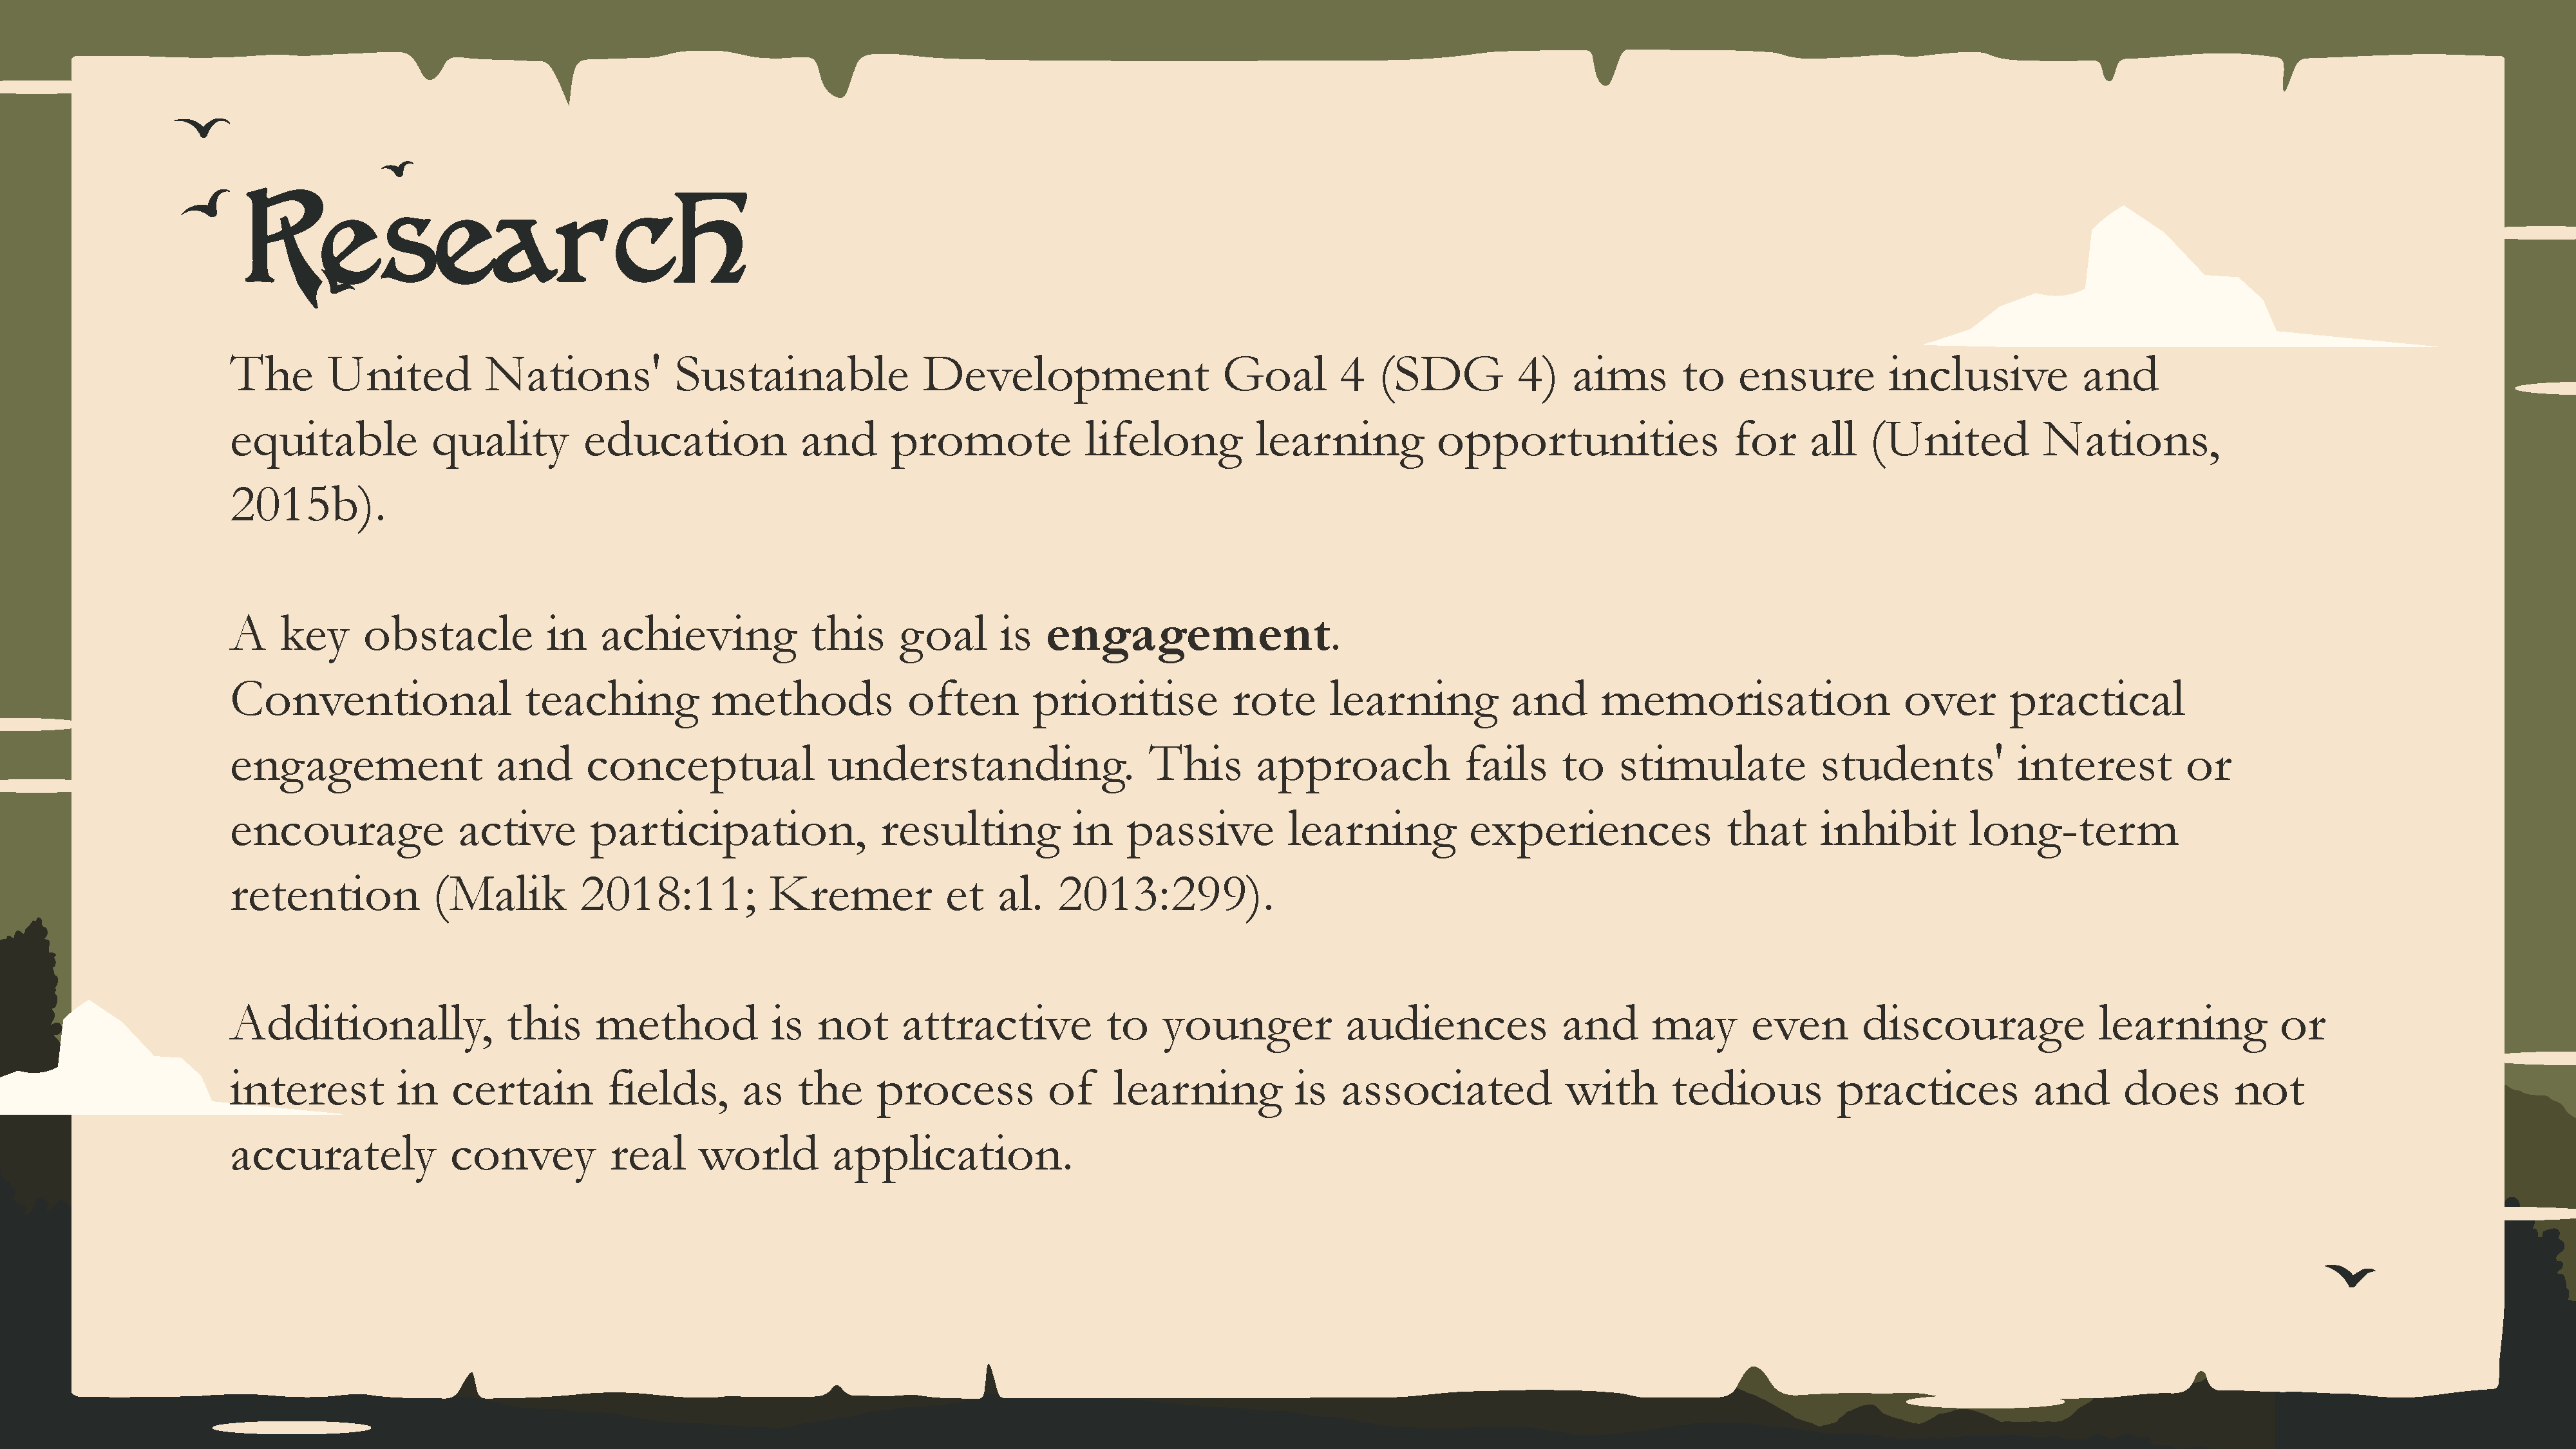 Research
The United Nations' Sustainable Development Goal 4 (SDG 4) aims to ensure inclusive and
equitable quality education and promote lifelong learning opportunities for all (United Nations,
2015b).
A key obstacle in achieving this goal is engagement.
Conventional teaching methods often prioritise rote learning and memorisation over practical
engagement and conceptual understanding. This approach fails to stimulate students' interest or
encourage active participation, resulting in passive learning experiences that inhibit long-term
retention (Malik 2018:11; Kremer et al. 2013:299).
Additionally, this method is not attractive to younger audiences and may even discourage learning or
interest in certain fields, as the process of learning is associated with tedious practices and does not
accurately convey real world application.